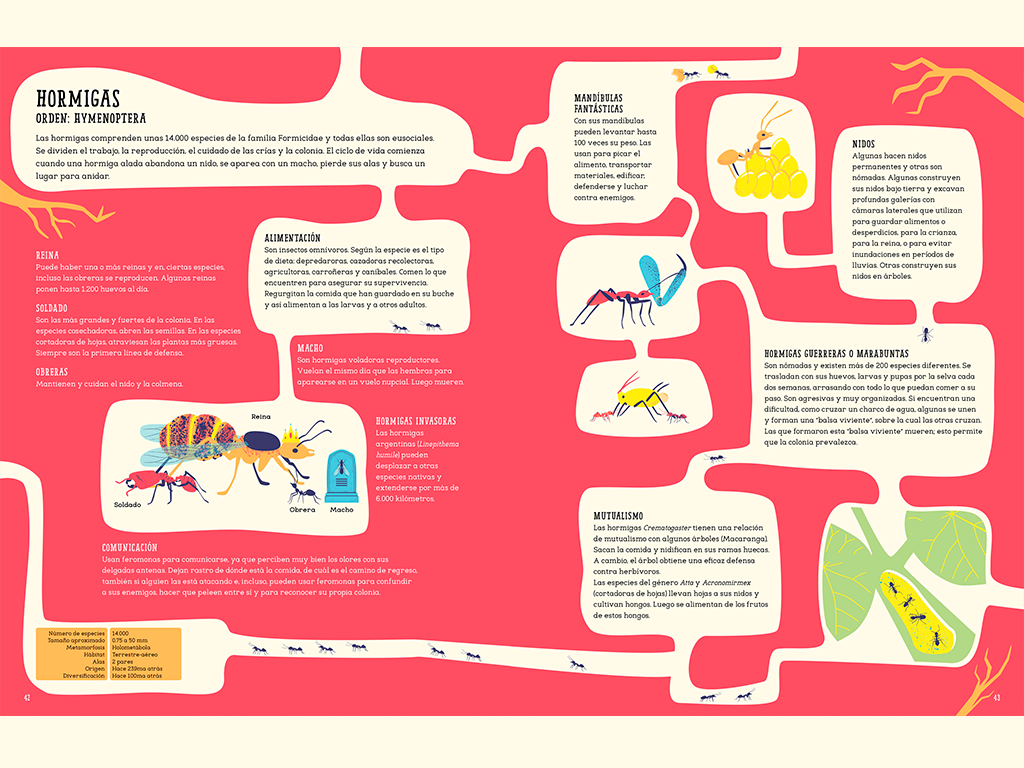 HORMIGAS
ORDEN: HYMENOPTERA
Las hormigas comprenden unas 14.000 especies de la familia Formicidae y todas ellas son eusociales.
Se dividen el trabajo, la reproducción, el cuidado de las crías y la colonia. El ciclo de vida comienza
cuando una hormiga alada abandona un nido, se aparea con un macho, pierde sus alas y busca un
lugar para anidar.
REINA
Puede haber una o más reinas y en, ciertas especies,
incluso las obreras se reproducen. Algunas reinas
ponen hasta 1.200 huevos al día.
SOLDADO
Son las más grandes y fuertes de la colonia. En las
especies cosechadoras, abren las semillas. En las especies
cortadoras de hojas, atraviesan las plantas más gruesas.
Siempre son la primera línea de defensa.
OBRERAS
Mantienen y cuidan el nido y la colmena.
ALIMENTACIÓN
Son insectos omnívoros. Según la especie es el tipo
de dieta: depredaroras, cazadoras recolectoras,
agricultoras, carroñeras y caníbales. Comen lo que
encuentren para asegurar su supervivencia.
Regurgitan la comida que han guardado en su buche
y así alimentan a las larvas y a otros adultos.
MACHO
Son hormigas voladoras reproductores.
Vuelan el mismo día que las hembras para
aparearse en un vuelo nupcial. Luego mueren.
Reina
Soldado
Obrera
Macho
HORMIGAS INVASORAS
Las hormigas
argentinas (Linepithema
humile) pueden
desplazar a otras
especies nativas y
extenderse por más de
6.000 kilómetros.
COMUNICACIÓN
Usan feromonas para comunicarse, ya que perciben muy bien los olores con sus
delgadas antenas. Dejan rastro de dónde está la comida, de cuál es el camino de regreso,
también si alguien las está atacando e, incluso, pueden usar feromonas para confundir
a sus enemigos, hacer que peleen entre sí y para reconocer su propia colonia.
Número de especies 14.000
Tamaño aproximado 0.75 a 50 mm
Metamorfosis Holometábola
Hábitat Terrestre-aéreo
Alas 2 pares
Origen Hace 239ma atrás
Diversificación Hace 100ma atrás
42
MANDÍBULAS
FANTÁSTICAS
Con sus mandíbulas
pueden levantar hasta
100 veces su peso. Las
usan para picar el
alimento, transportar
materiales, edificar,
defenderse y luchar
contra enemigos.
NIDOS
Algunas hacen nidos
permanentes y otras son
nómadas. Algunas construyen
sus nidos bajo tierra y excavan
profundas galerías con
cámaras laterales que utilizan
para guardar alimentos o
desperdicios, para la crianza,
para la reina, o para evitar
inundaciones en períodos de
lluvias. Otras construyen sus
nidos en árboles.
HORMIGAS GUERRERAS O MARABUNTAS
Son nómadas y existen más de 200 especies diferentes. Se
trasladan con sus huevos, larvas y pupas por la selva cada
dos semanas, arrasando con todo lo que puedan comer a su
paso. Son agresivas y muy organizadas. Si encuentran una
dificultad, como cruzar un charco de agua, algunas se unen
y forman una "balsa viviente", sobre la cual las otras cruzan.
Las que formaron esta "balsa viviente" mueren; esto permite
que la colonia prevalezca.
MUTUALISMO
Las hormigas Crematogaster tienen una relación
de mutualismo con algunos árboles (Macaranga).
Sacan la comida y nidifican en sus ramas huecas.
A cambio, el árbol obtiene una eficaz defensa
contra herbívoros.
Las especies del género Atta y Acronomirmex
(cortadoras de hojas) llevan hojas a sus nidos y
cultivan hongos. Luego se alimentan de los frutos
de estos hongos.
43